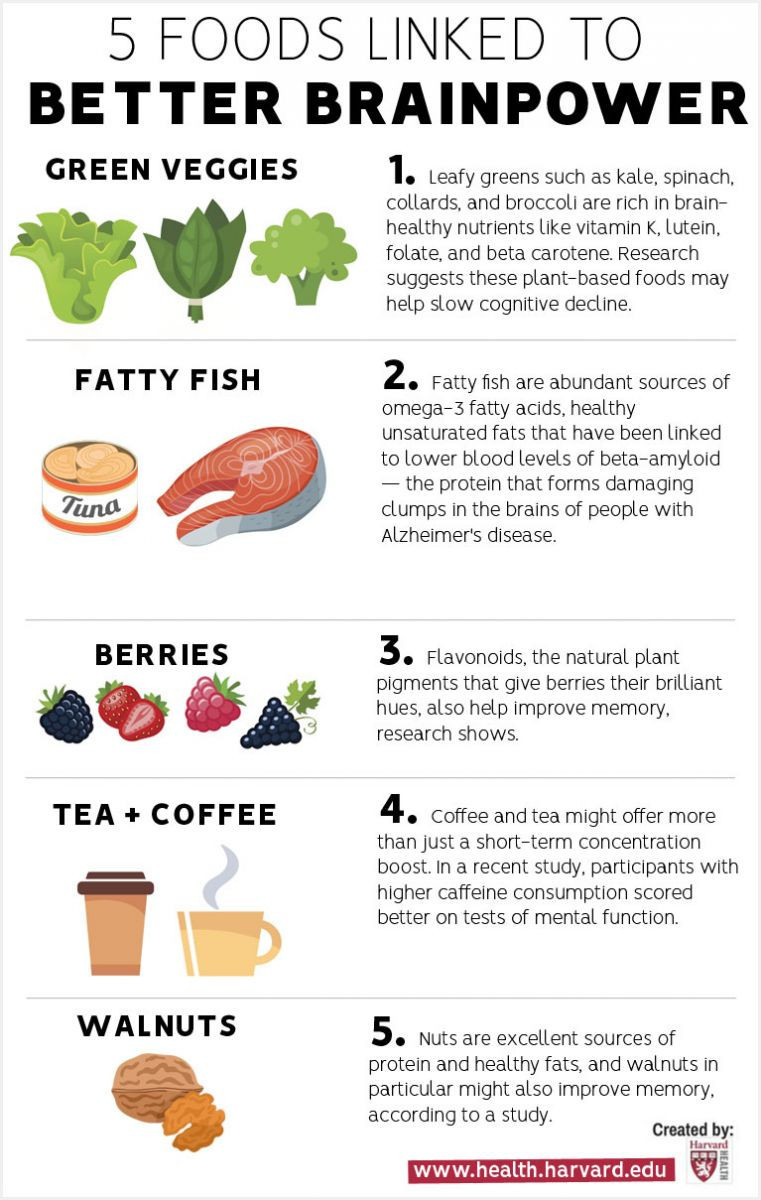 5 FOODS LINKED TO
BETTER BRAINPOWER
GREEN VEGGIES
1. Leafy greens such as kale, spinach,
collards, and broccoli are rich in brain-
healthy nutrients like vitamin K, lutein,
folate, and beta carotene. Research
suggests these plant-based foods may
help slow cognitive decline.
FATTY FISH
Tuna
2. Fatty fish are abundant sources of
omega-3 fatty acids, healthy
unsaturated fats that have been linked
to lower blood levels of beta-amyloid
— the protein that forms damaging
clumps in the brains of people with
Alzheimer's disease.
BERRIES
3. Flavonoids, the natural plant
pigments that give berries their brilliant
hues, also help improve memory,
research shows.
TEA + COFFEE
4. Coffee and tea might offer more
than just a short-term concentration
boost. In a recent study, participants with
higher caffeine consumption scored
better on tests of mental function.
WALNUTS
5. Nuts are excellent sources of
protein and healthy fats, and walnuts in
particular might also improve memory,
according to a study.
Created by:
Harvard
HEALTH
www.health.harvard.edu